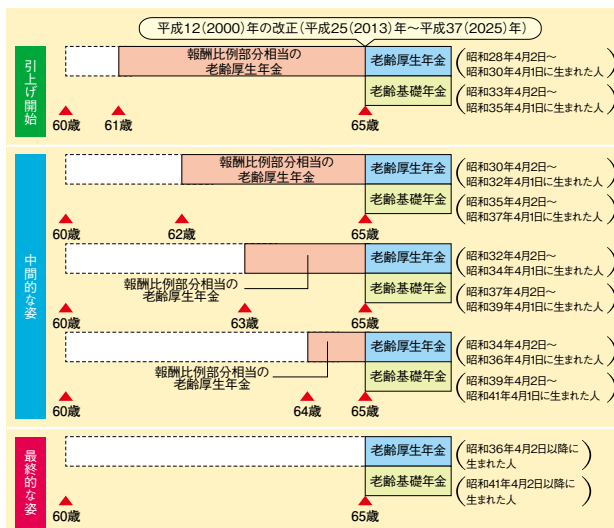 平成12(2000)年の改正(平成25(2013)年～平成37(2025)年)
引上げ開始
報酬比例部分相当の
老齢厚生年金
老齢厚生年金
老齢基礎年金
昭和28年4月2日～
昭和30年4月1日に生まれた人
昭和33年4月2日～
昭和35年4月1日に生まれた人
60歳
61歳
65歳
中間的な姿
報酬比例部分相当の
老齢厚生年金
老齢厚生年金
老齢基礎年金
昭和30年4月2日～
昭和32年4月1日に生まれた人
昭和35年4月2日～
昭和37年4月1日に生まれた人
60歳
62歳
65歳
報酬比例部分相当の
老齢厚生年金
老齢厚生年金
老齢基礎年金
昭和32年4月2日～
昭和34年4月1日に生まれた人
昭和37年4月2日～
昭和39年4月1日に生まれた人
60歳
63歳
65歳
報酬比例部分相当の
老齢厚生年金
老齢厚生年金
老齢基礎年金
昭和34年4月2日～
昭和36年4月1日に生まれた人
昭和39年4月2日～
昭和41年4月1日に生まれた人
60歳
64歳
65歳
最終的な姿
老齢厚生年金
老齢基礎年金
昭和36年4月2日以降に
生まれた人
昭和41年4月2日以降に
生まれた人
60歳
65歳